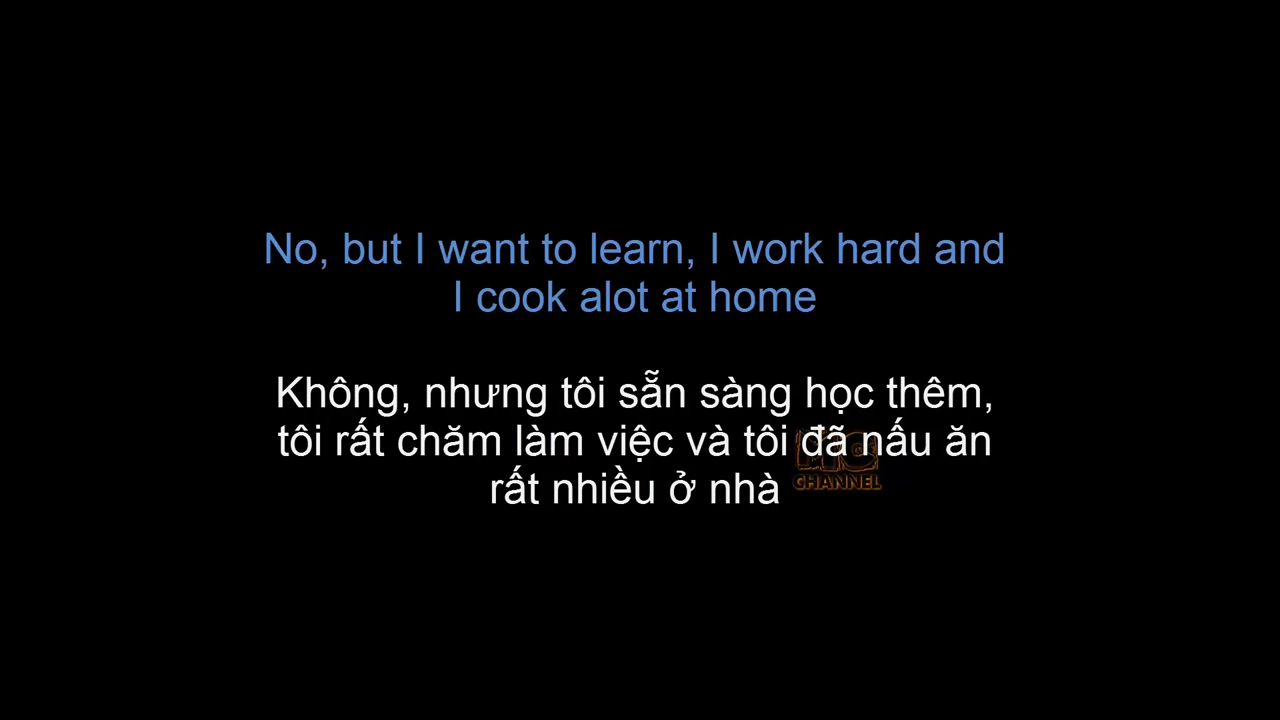 No, but I want to learn, I work hard and
I cook alot at home
Không, nhưng tôi sẵn sàng học thêm,
tôi rất chăm làm việc và tôi đã nấu ăn
rất nhiều ở nhà
CHANNEL